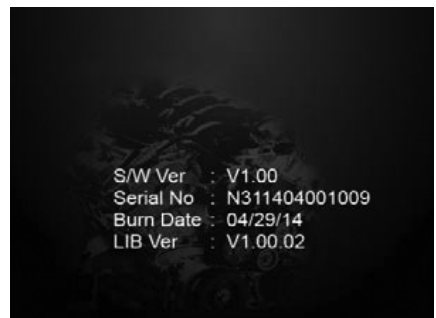 S/W Ver : V1.00
Serial No : N311404001009
Burn Date : 04/29/14
LIB Ver : V1.00.02